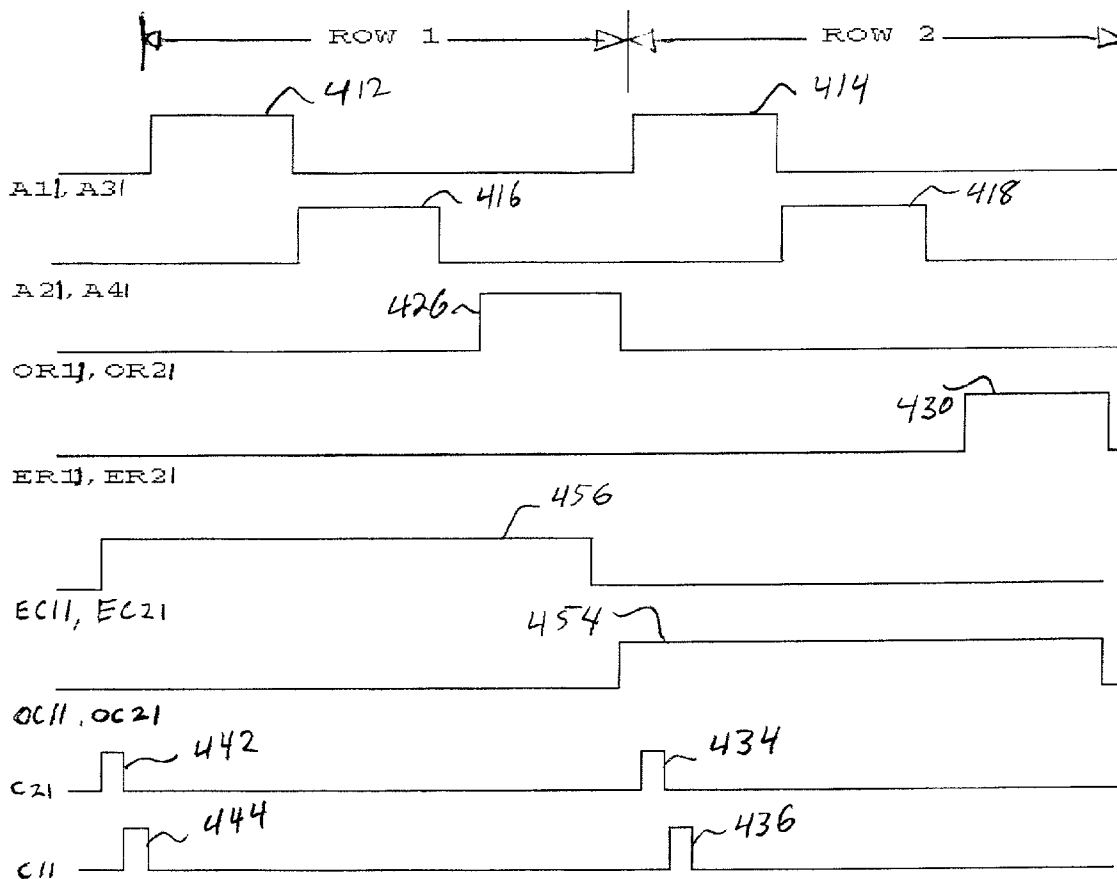 ROW 1 ROW 2
412 414
A11, A31
416 418
A21, A41
426
OR11, OR21
430
ER11, ER21
456
EC11, EC21
454
OC11, OC21
442 434
C21
444 436
C11